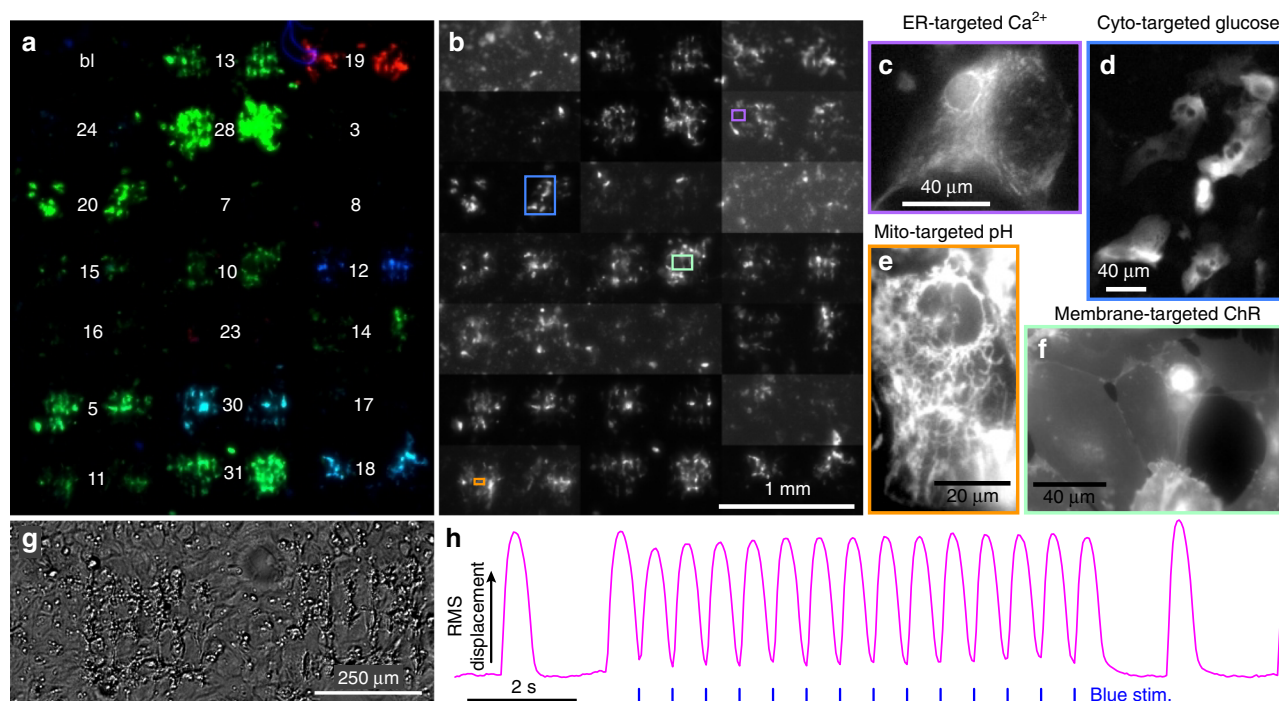 a
bl 13 19
24 28 3
20 7 8
15 10 12
16 23 14
5 30 17
11 31 18
b
1 mm
ER-targeted Ca²⁺
c
40 μm
Cyto-targeted glucose
d
40 μm
Mito-targeted pH
e
20 μm
Membrane-targeted ChR
f
40 μm
g
250 μm
h
RMS
displacement
2 s
Blue stim.